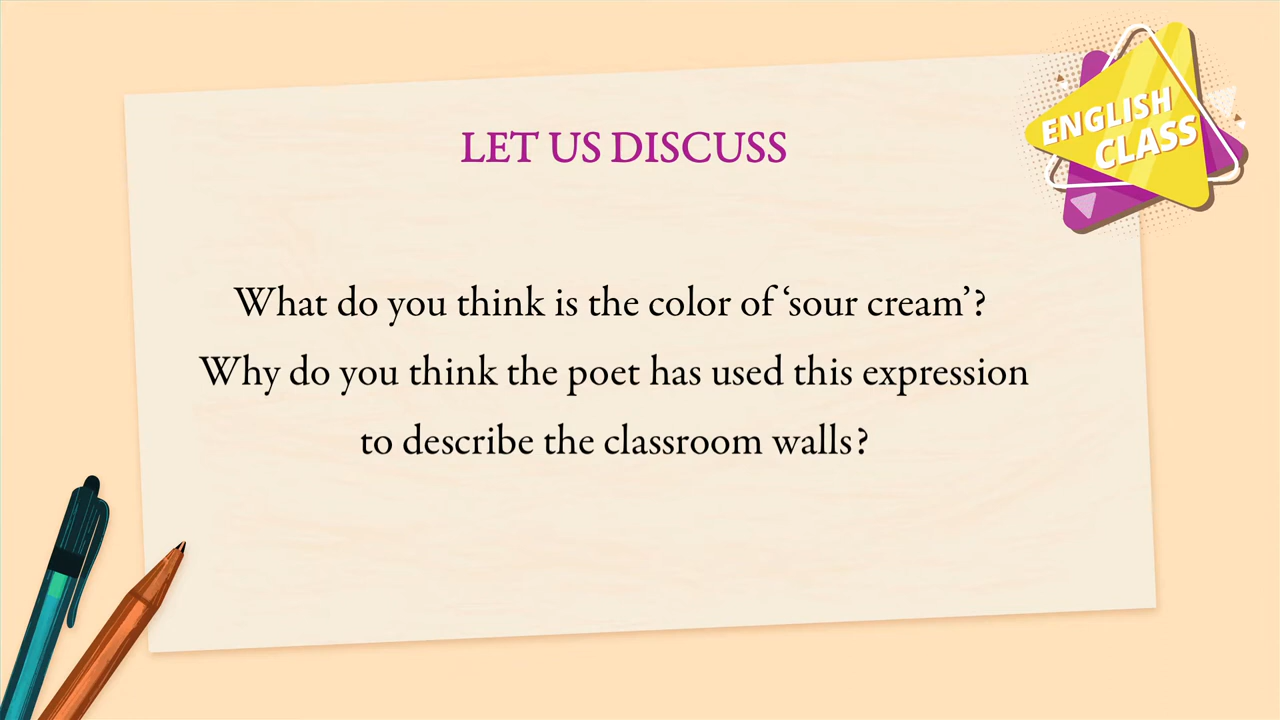 ENGLISH
CLASS
LET US DISCUSS
What do you think is the color of ‘sour cream’?
Why do you think the poet has used this expression
to describe the classroom walls?